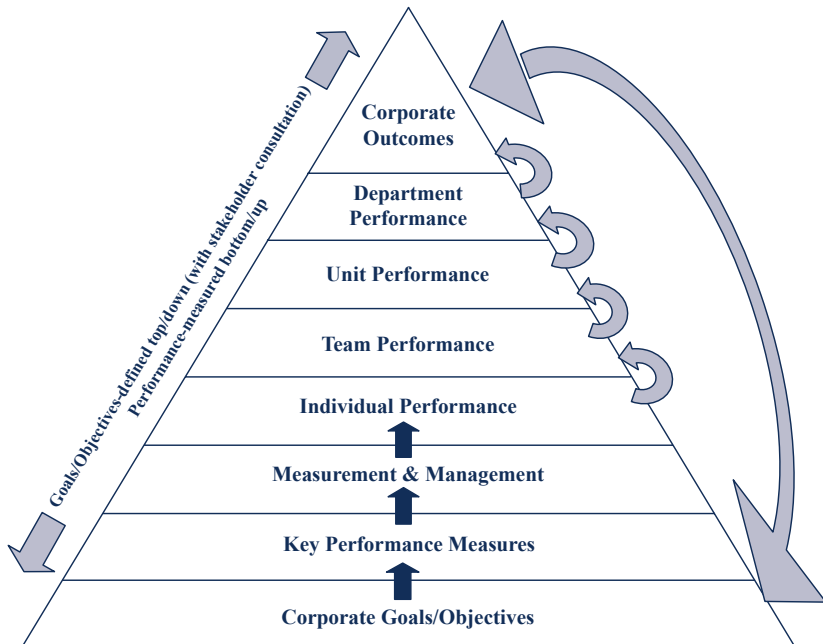 Corporate
Outcomes
Department
Performance
Unit Performance
Team Performance
Individual Performance
Measurement & Management
Key Performance Measures
Corporate Goals/Objectives
Goals/Objectives-defined top/down (with stakeholder consultation)
Performance-measured bottom/up